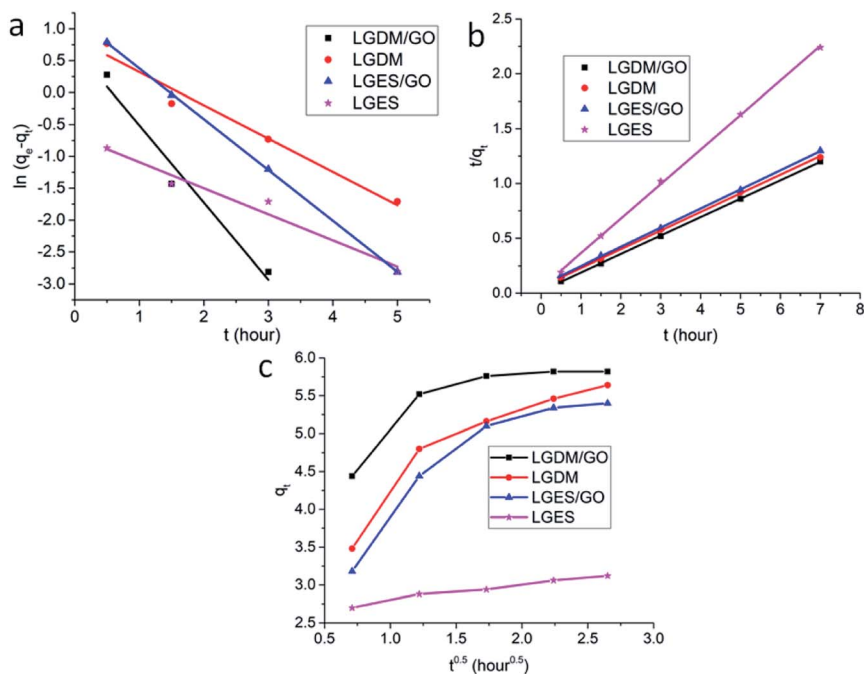 a
ln (qe-qt)
1.0
0.5
0.0
-0.5
-1.0
-1.5
-2.0
-2.5
-3.0
0
1
2
3
4
5
t (hour)
LGDM/GO
LGDM
LGES/GO
LGES
b
t/qt
2.5
2.0
1.5
1.0
0.5
0.0
0
1
2
3
4
5
6
7
8
t (hour)
LGDM/GO
LGDM
LGES/GO
LGES
c
qt
6.0
5.5
5.0
4.5
4.0
3.5
3.0
2.5
0.5
1.0
1.5
2.0
2.5
3.0
t0.5 (hour0.5)
LGDM/GO
LGDM
LGES/GO
LGES